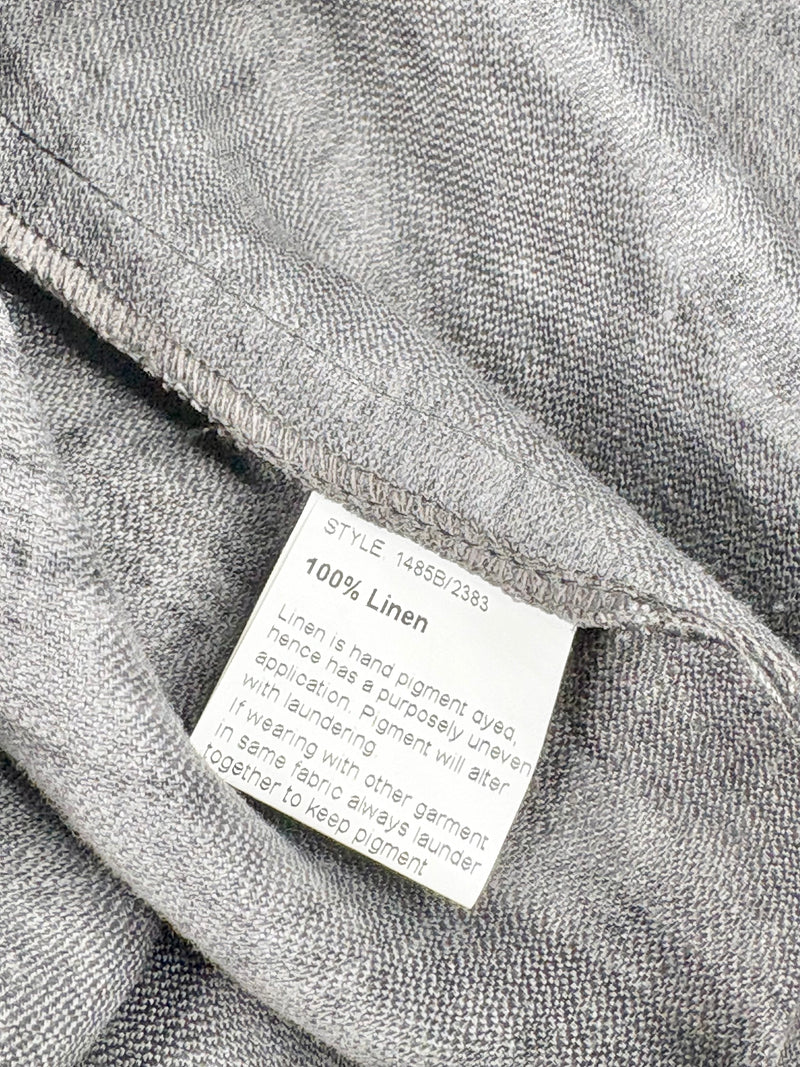 STYLE 1485B/2383
100% Linen
Linen is hand pigment dyed,
hence has a purposely uneven
application. Pigment will alter
with laundering
If wearing with other garment
in same fabric always launder
together to keep pigment